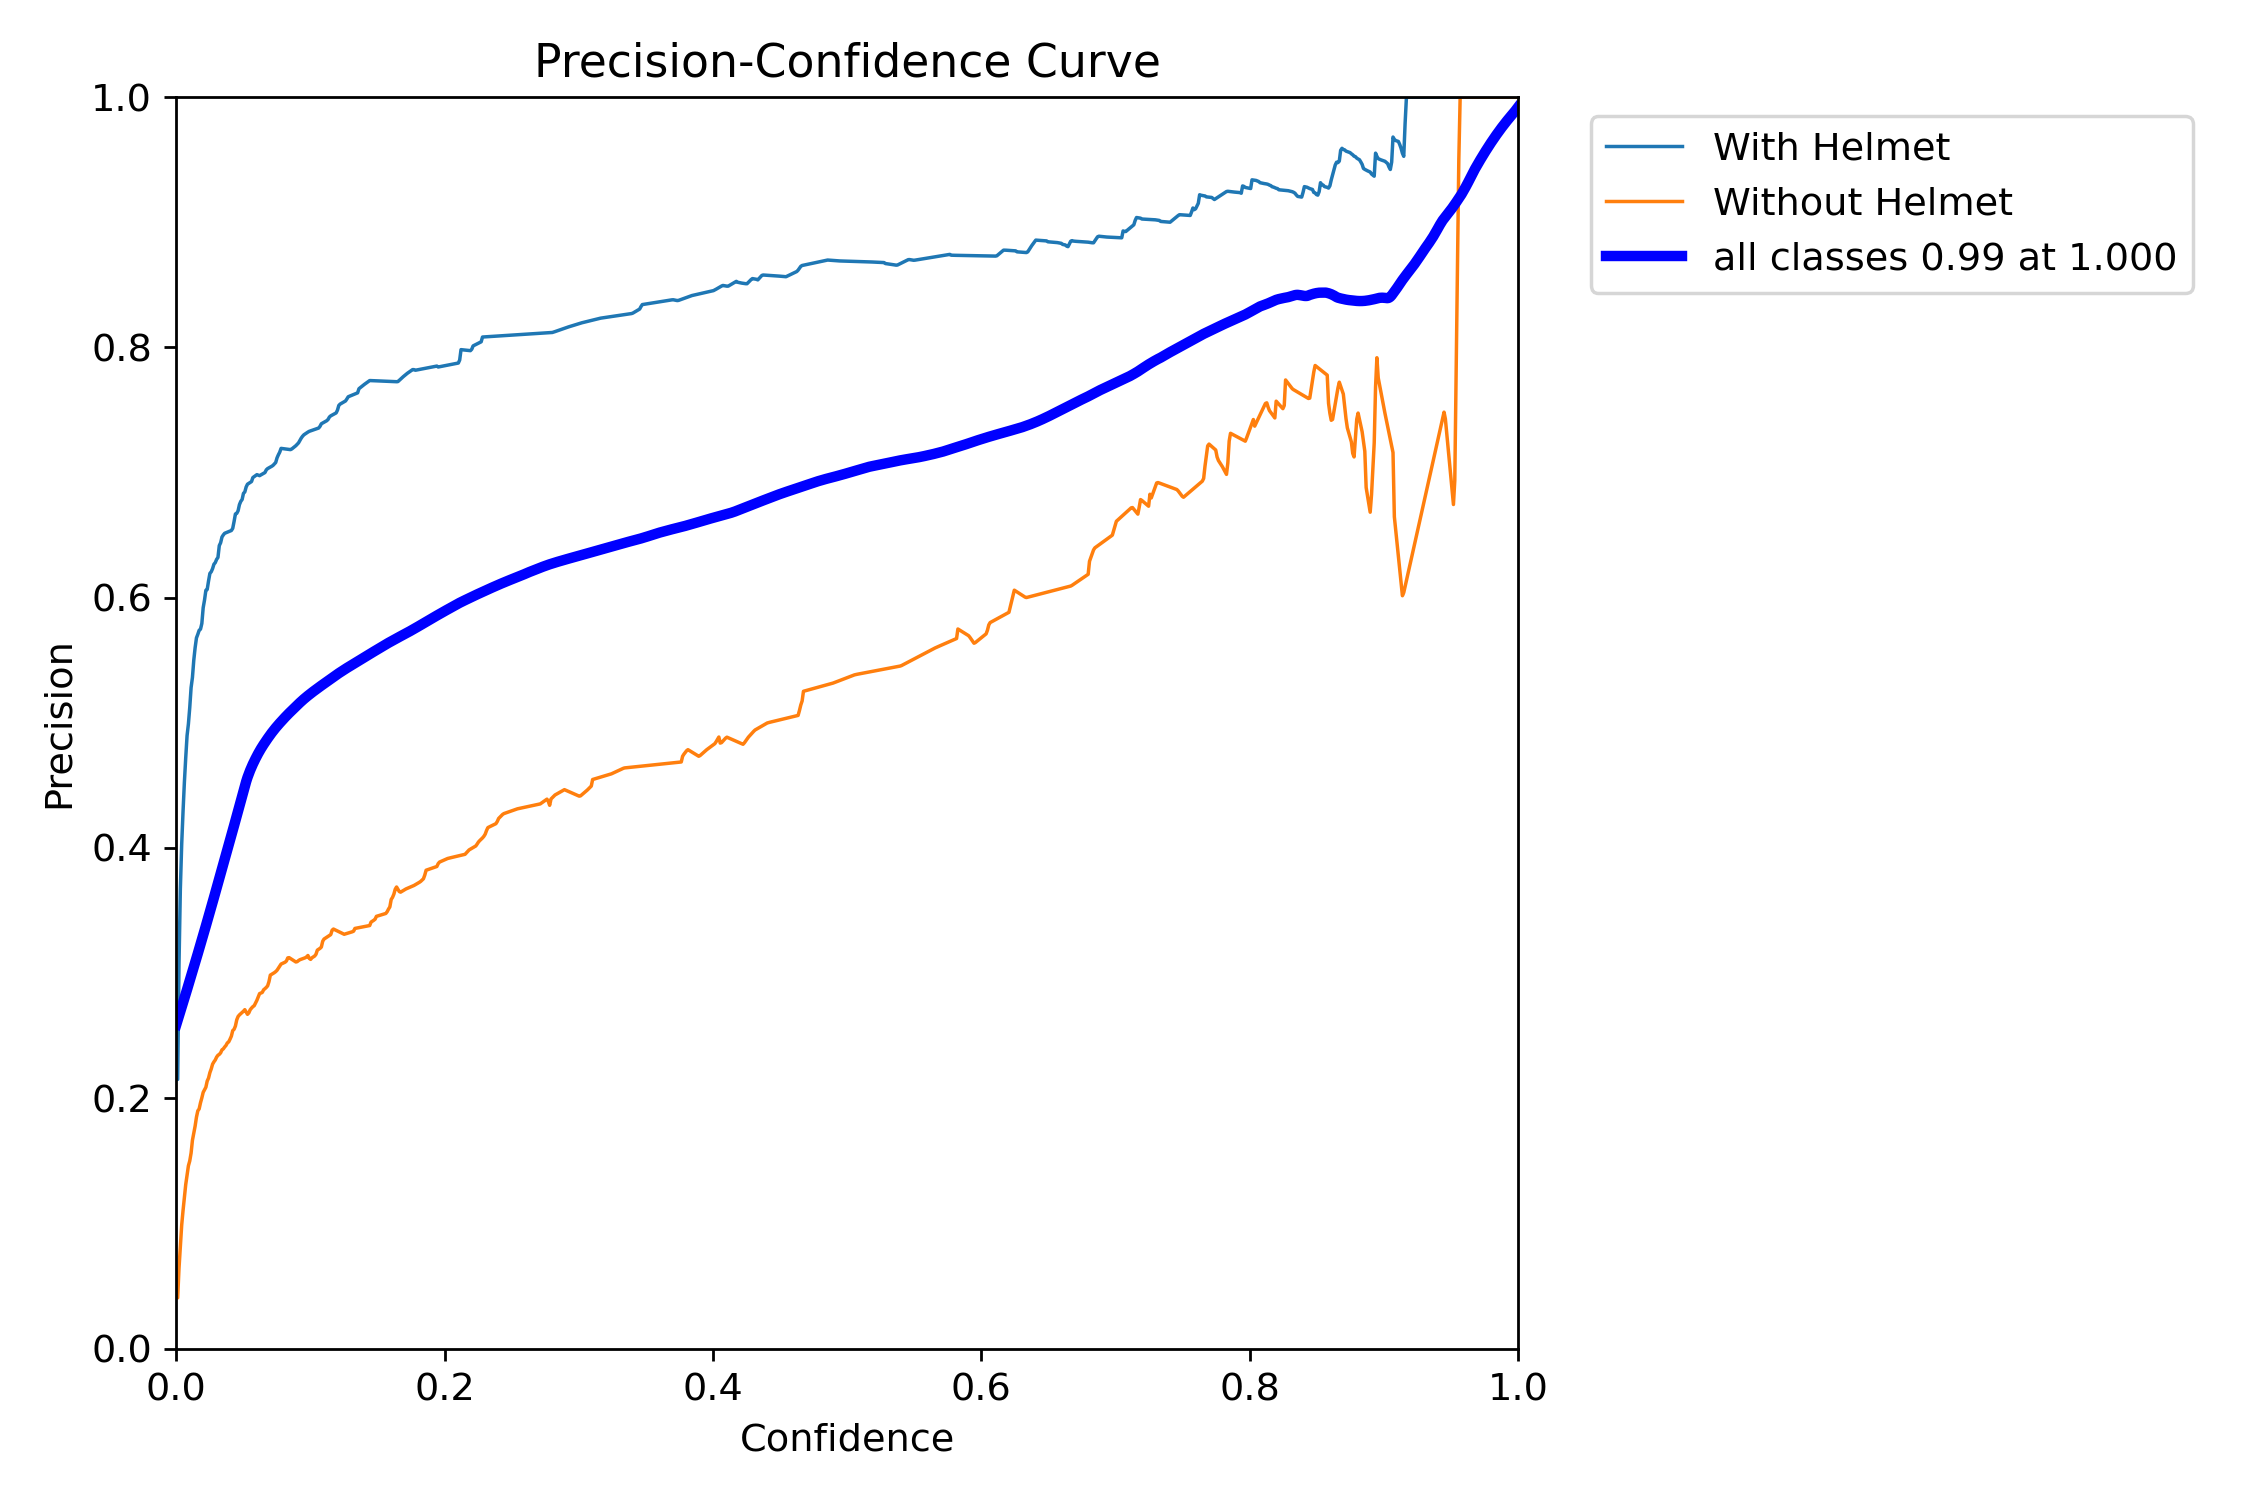 Precision-Confidence Curve
1.0
0.8
0.6
0.4
0.2
0.0
Precision
0.0 0.2 0.4 0.6 0.8 1.0
Confidence
With Helmet
Without Helmet
all classes 0.99 at 1.000